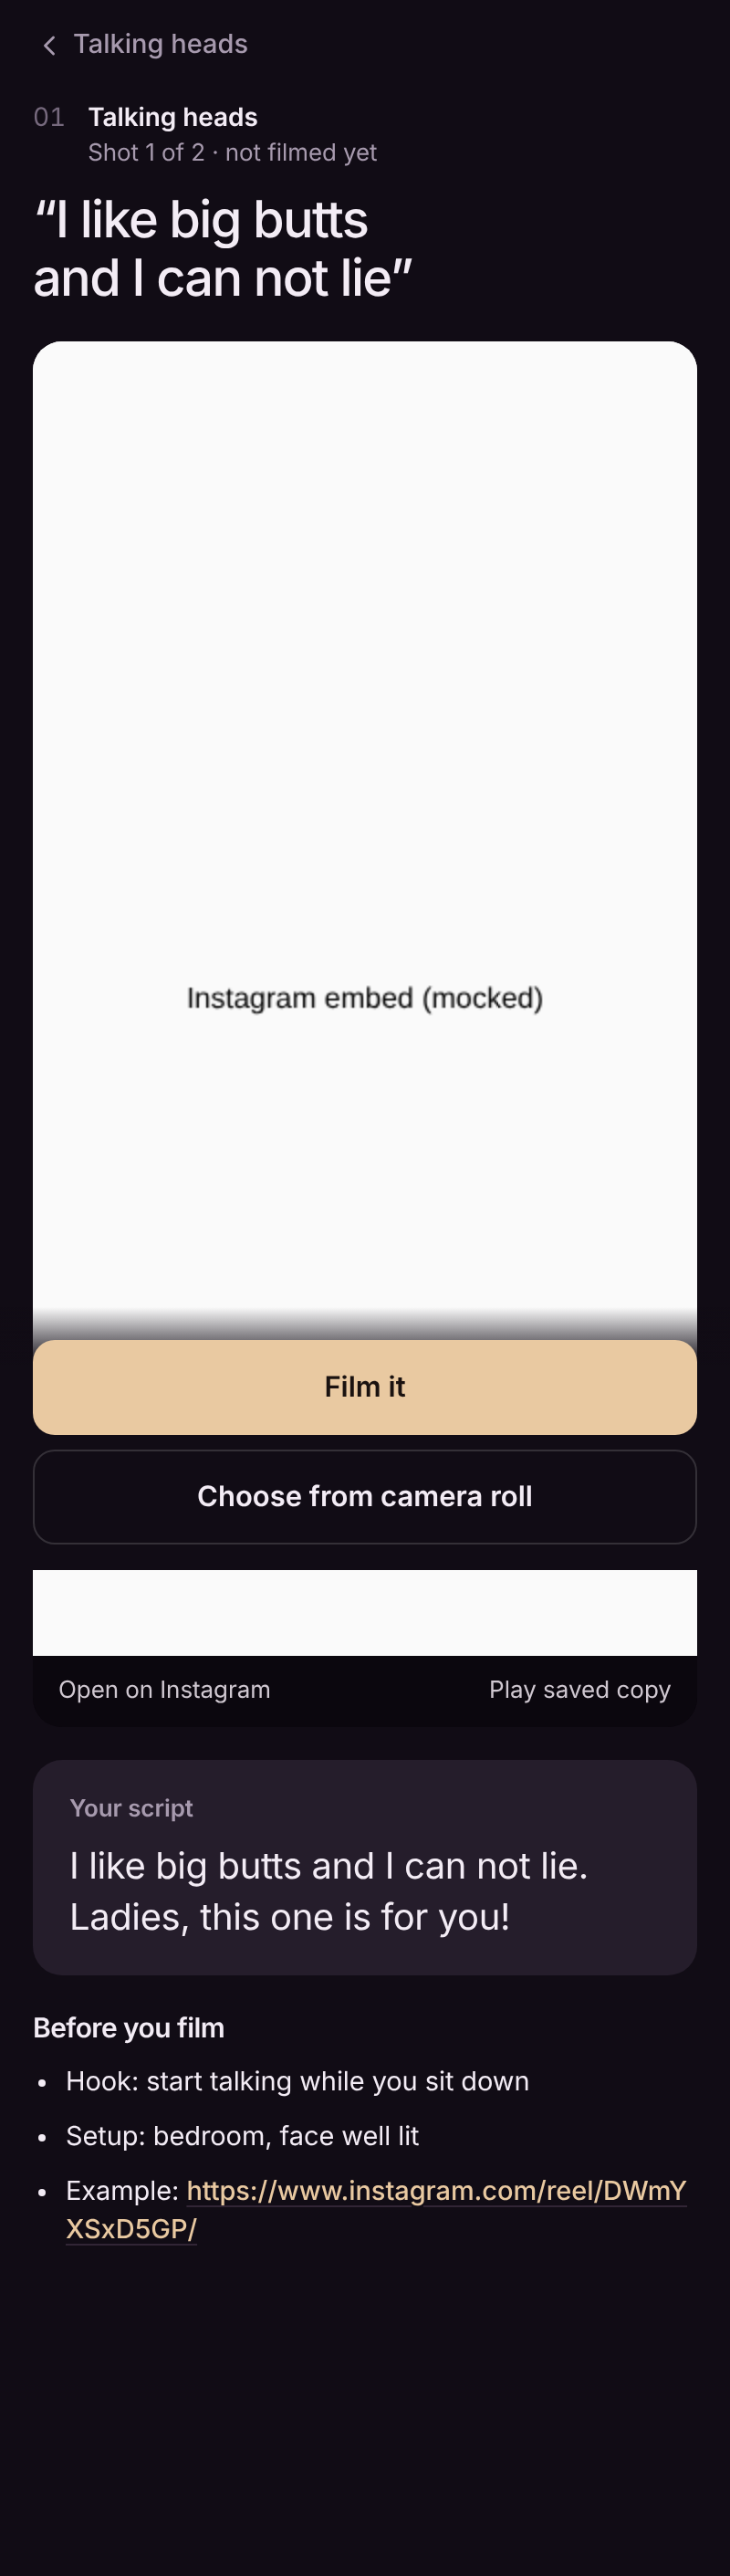 Talking heads
01 Talking heads
Shot 1 of 2 · not filmed yet
“I like big butts
and I can not lie”
Instagram embed (mocked)
Film it
Choose from camera roll
Open on Instagram Play saved copy
Your script
I like big butts and I can not lie.
Ladies, this one is for you!
Before you film
• Hook: start talking while you sit down
• Setup: bedroom, face well lit
• Example: https://www.instagram.com/reel/DWmY
XSxD5GP/